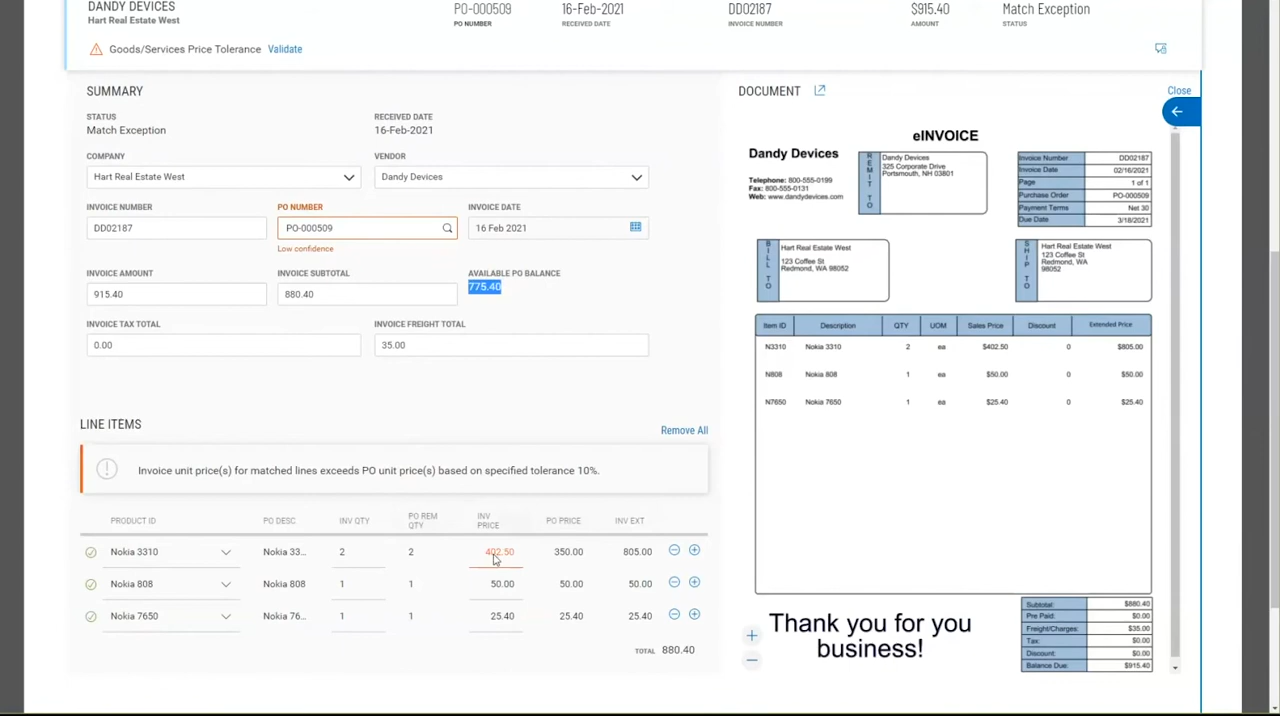 DANDY DEVICES
Hart Real Estate West
PO-000509
PO NUMBER
16-Feb-2021
RECEIVED DATE
DD02187
INVOICE NUMBER
$915.40
AMOUNT
Match Exception
STATUS
Goods/Services Price Tolerance Validate
SUMMARY
STATUS
Match Exception
RECEIVED DATE
16-Feb-2021
COMPANY
Hart Real Estate West
VENDOR
Dandy Devices
INVOICE NUMBER
DD02187
PO NUMBER
PO-000509
Low confidence
INVOICE DATE
16 Feb 2021
INVOICE AMOUNT
915.40
INVOICE SUBTOTAL
880.40
AVAILABLE PO BALANCE
775.40
INVOICE TAX TOTAL
0.00
INVOICE FREIGHT TOTAL
35.00
LINE ITEMS
Remove All
Invoice unit price(s) for matched lines exceeds PO unit price(s) based on specified tolerance 10%.
PRODUCT ID PO DESC INV QTY PO REM QTY INV PRICE PO PRICE INV EXT
Nokia 3310 Nokia 33... 2 2 402.50 350.00 805.00
Nokia 808 Nokia 808 1 1 50.00 50.00 50.00
Nokia 7650 Nokia 76... 1 25.40 25.40 25.40
TOTAL 880.40
DOCUMENT
Close
eINVOICE
Dandy Devices
Telephone: 800-555-0199
Fax: 800-555-0131
Web: www.dandydevices.com
REMIT TO
Dandy Devices
325 Corporate Drive
Portsmouth, NH 03801
Invoice Number DD02187
Invoice Date 02/16/2021
Page 1 of 1
Purchase Order PO-000509
Payment Terms Net 30
Due Date 3/18/2021
BILL TO
Hart Real Estate West
123 Coffee St
Redmond, WA 98052
SHIP TO
Hart Real Estate West
123 Coffee St
Redmond, WA
98052
Item ID Description QTY UOM Sales Price Discount Extended Price
N3310 Nokia 3310 2 ea $402.50 0 $805.00
N808 Nokia 808 1 ea $50.00 0 $50.00
N7650 Nokia 7650 1 ea $25.40 0 $25.40
Thank you for you
business!
Subtotal: $880.40
Pre Paid: $0.00
Freight/Charges: $35.00
Tax: $0.00
Discount: $0.00
Balance Due: $915.40